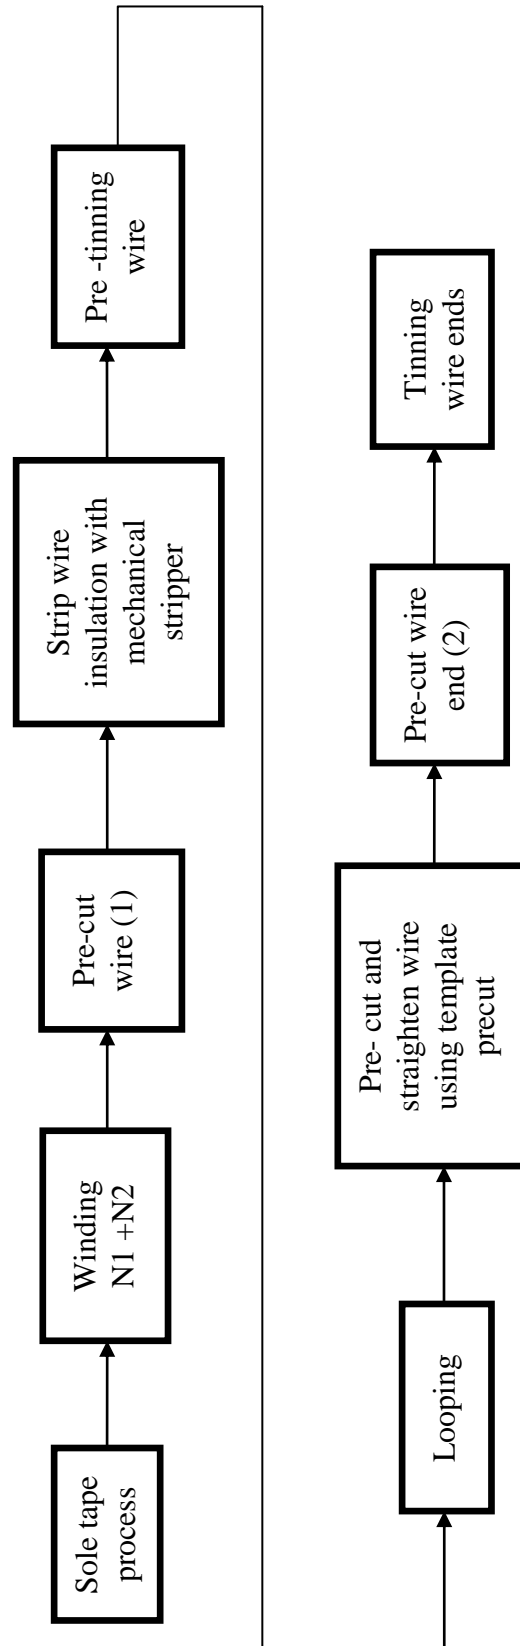 Sole tape
process
Winding
N1 +N2
Pre-cut
wire (1)
Strip wire
insulation with
mechanical
stripper
Pre -tinning
wire
Looping
Pre- cut and
straighten wire
using template
precut
Pre-cut wire
end (2)
Tinning
wire ends